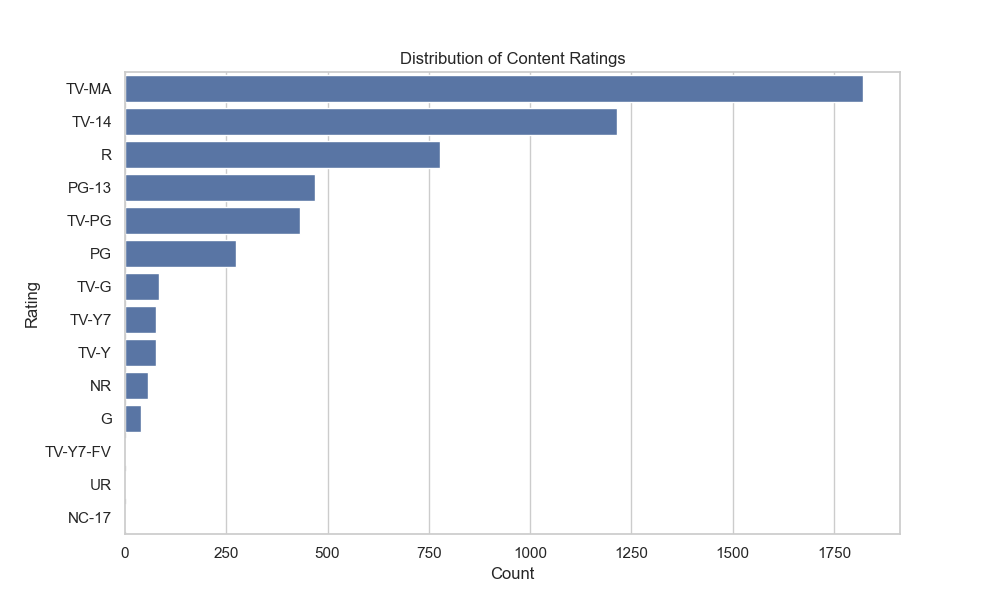 Distribution of Content Ratings
TV-MA
TV-14
R
PG-13
TV-PG
PG
TV-G
TV-Y7
TV-Y
NR
G
TV-Y7-FV
UR
NC-17
Rating
0 250 500 750 1000 1250 1500 1750
Count